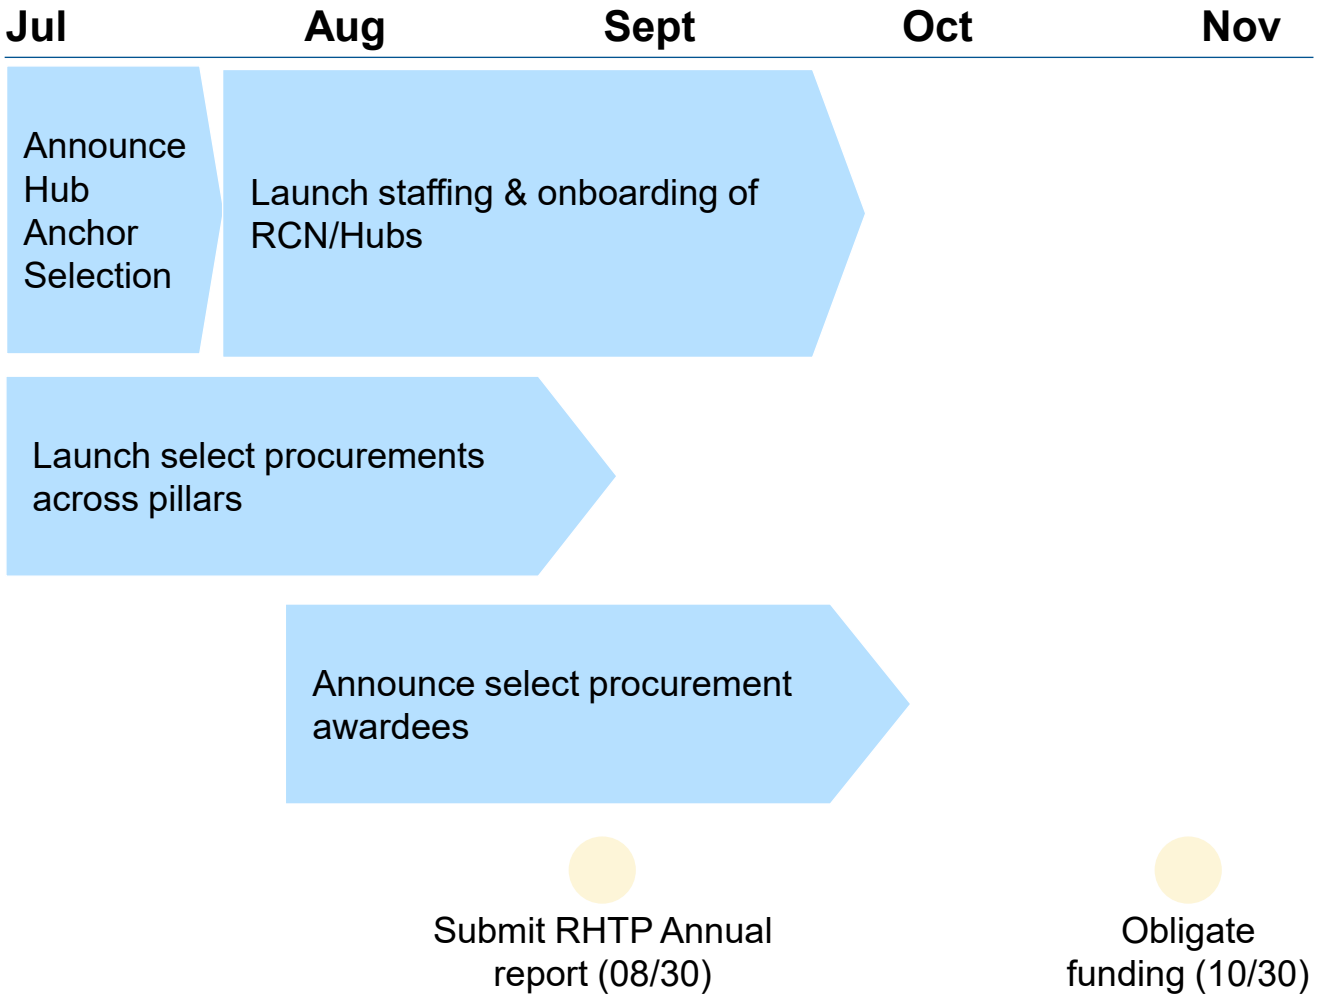 Jul Aug Sept Oct Nov
Announce
Hub
Anchor
Selection
Launch staffing & onboarding of
RCN/Hubs
Launch select procurements
across pillars
Announce select procurement
awardees
Submit RHTP Annual
report (08/30)
Obligate
funding (10/30)